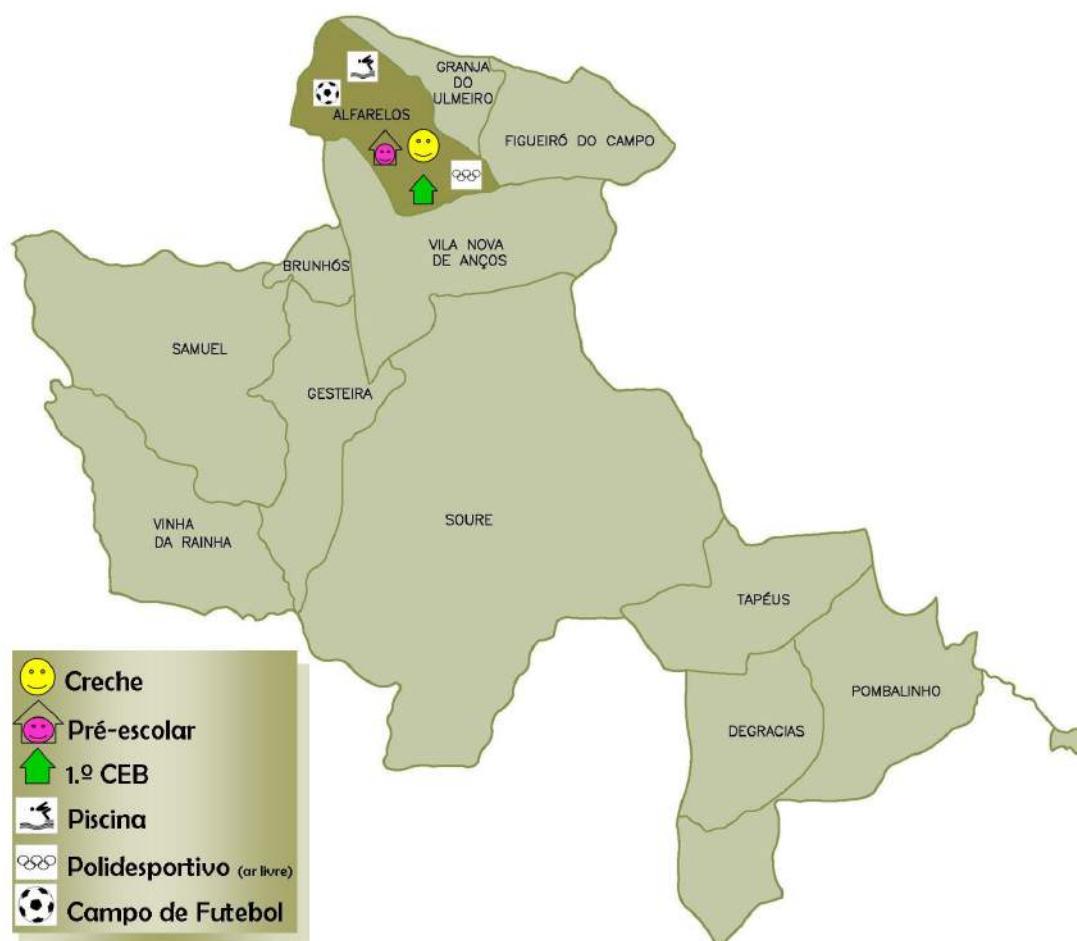 GRANJA
DO
ULMEIRO
ALFARELOS
FIGUEIRÓ DO CAMPO
VILA NOVA
DE ANÇOS
BRUNHÓS
SAMUEL
GESTEIRA
SOURE
VINHA
DA RAINHA
TAPÉUS
POMBALINHO
DEGRACIAS
Creche
Pré-escolar
1.º CEB
Piscina
Polidesportivo (ar livre)
Campo de Futebol